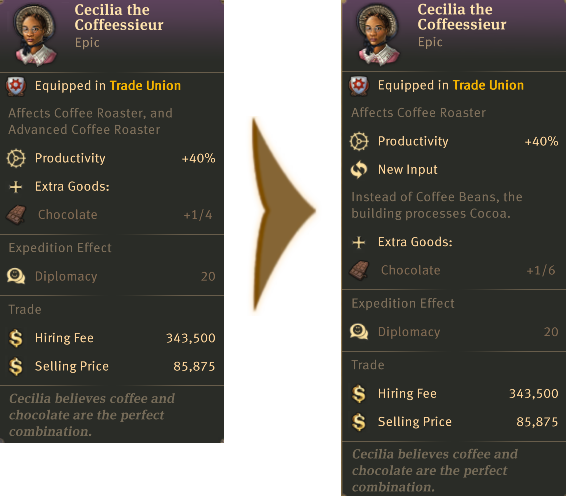 Cecilia the
Coffeessieur
Epic
Equipped in Trade Union
Affects Coffee Roaster, and
Advanced Coffee Roaster
Productivity +40%
Extra Goods:
Chocolate +1/4
Expedition Effect
Diplomacy 20
Trade
Hiring Fee 343,500
Selling Price 85,875
Cecilia believes coffee and
chocolate are the perfect
combination.
Cecilia the
Coffeessieur
Epic
Equipped in Trade Union
Affects Coffee Roaster
Productivity +40%
New Input
Instead of Coffee Beans, the
building processes Cocoa.
Extra Goods:
Chocolate +1/6
Expedition Effect
Diplomacy 20
Trade
Hiring Fee 343,500
Selling Price 85,875
Cecilia believes coffee and
chocolate are the perfect
combination.